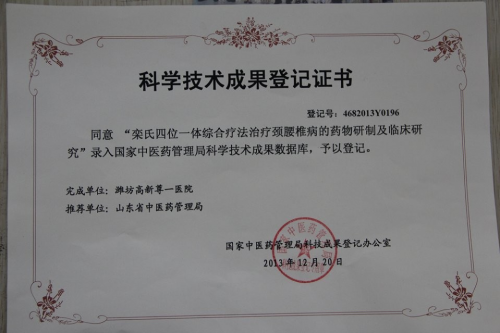 科学技术成果登记证书
登记号：4682013Y0196
同意 “栾氏四位一体综合疗法治疗颈腰椎病的药物研制及临床研
究”录入国家中医药管理局科学技术成果数据库，予以登记。
完成单位：潍坊高新尊一医院
推荐单位：山东省中医药管理局
国家中医药管理局科技成果登记办公室
2013 年 12 月 20 日